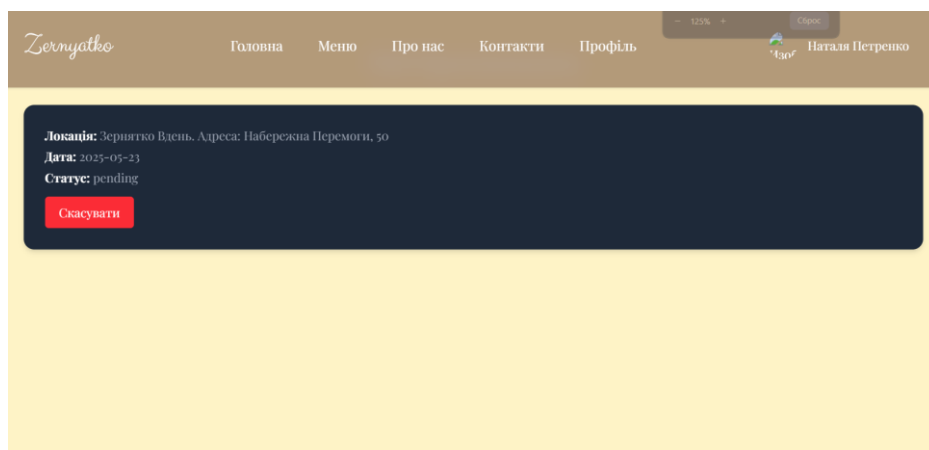 − 125% + Сброс
Zernyatko Головна Меню Про нас Контакти Профіль Наталя Петренко
Локація: Зернятко Вдень. Адреса: Набережна Перемоги, 50
Дата: 2025-05-23
Статус: pending
Скасувати